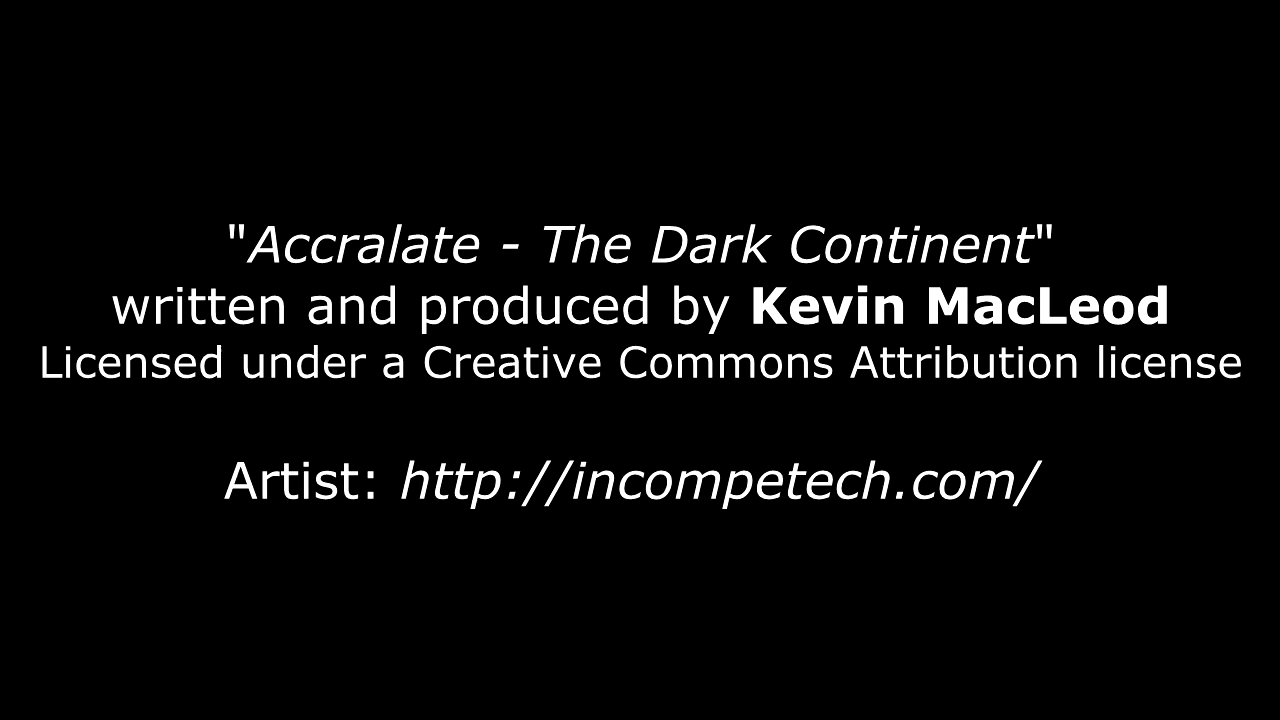 "Accralate - The Dark Continent"
written and produced by Kevin MacLeod
Licensed under a Creative Commons Attribution license
Artist: http://incompetech.com/